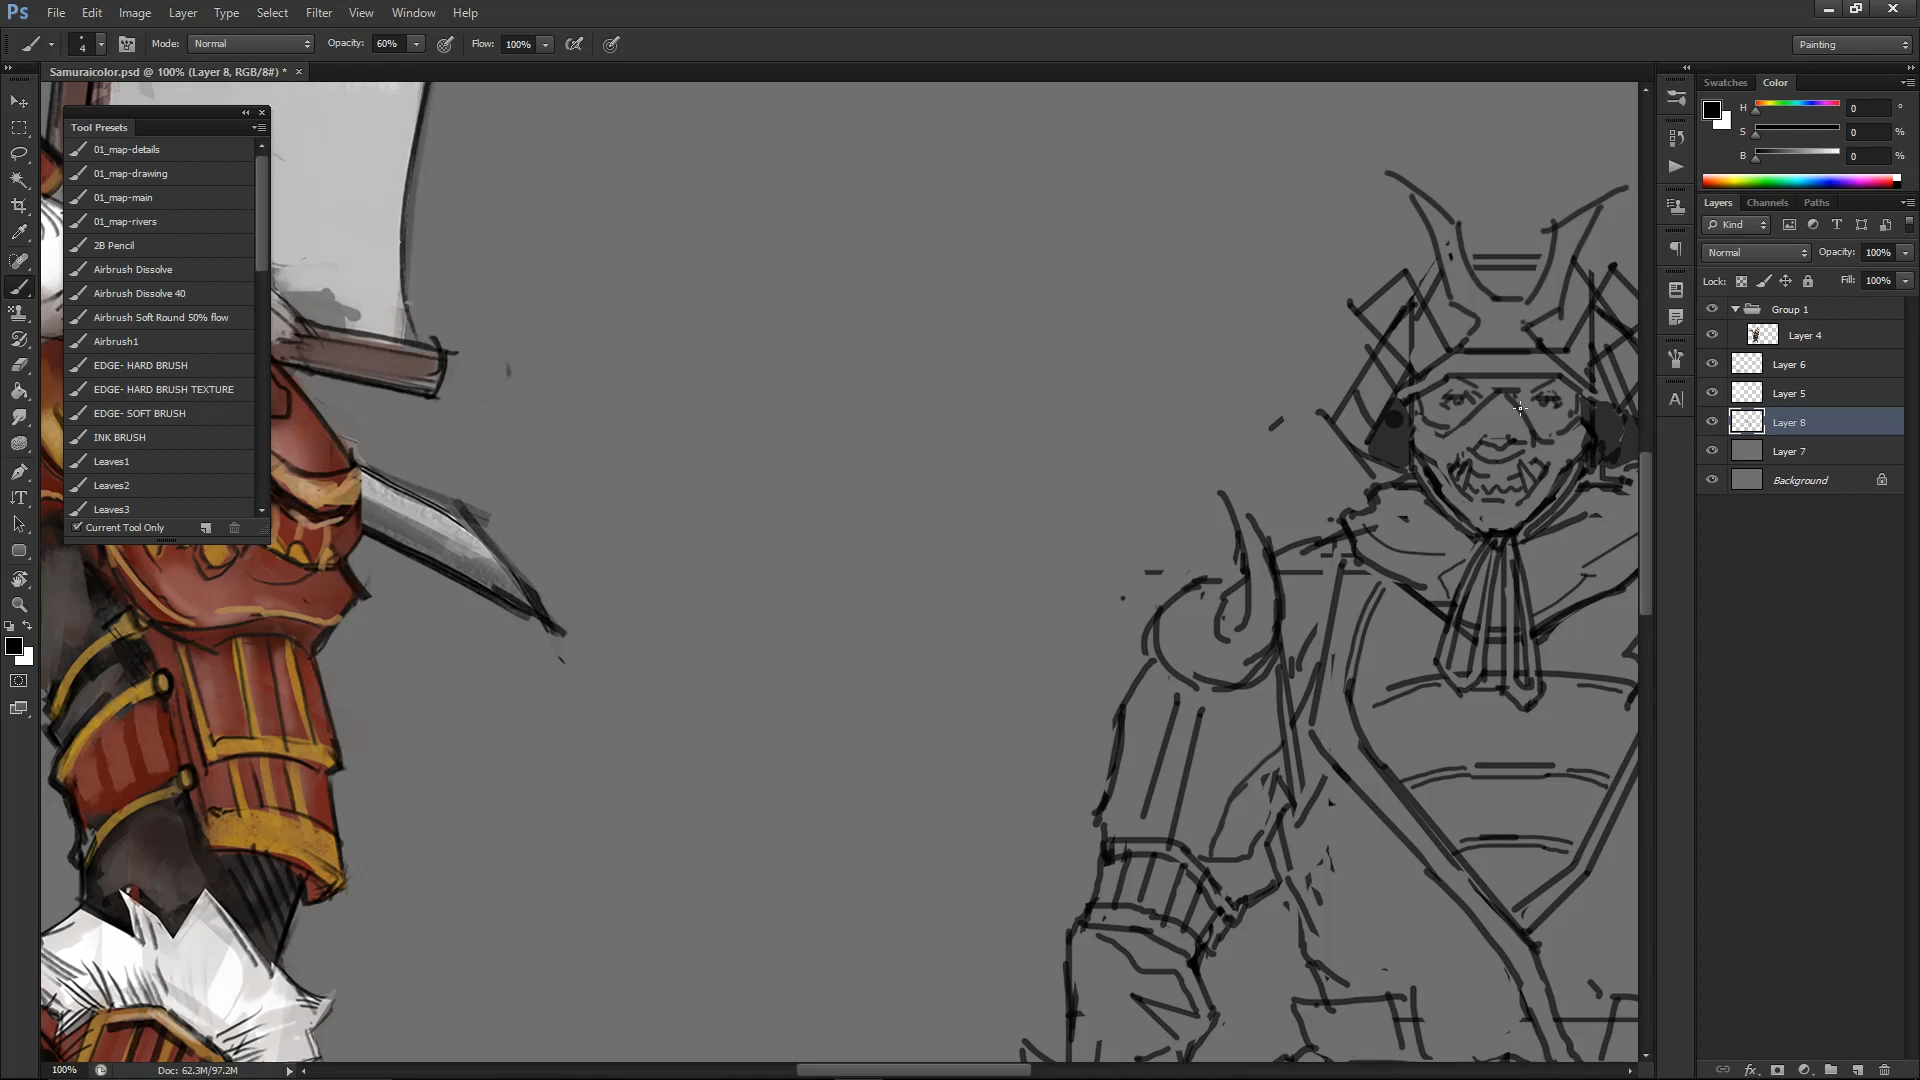 Ps File Edit Image Layer Type Select Filter View Window Help
4 Mode: Normal Opacity: 60% Flow: 100% Painting
Samuraicolor.psd @ 100% (Layer 8, RGB/8#) * ×
Tool Presets
01_map-details
01_map-drawing
01_map-main
01_map-rivers
2B Pencil
Airbrush Dissolve
Airbrush Dissolve 40
Airbrush Soft Round 50% flow
Airbrush1
EDGE- HARD BRUSH
EDGE- HARD BRUSH TEXTURE
EDGE- SOFT BRUSH
INK BRUSH
Leaves1
Leaves2
Leaves3
Current Tool Only
Swatches Color
H 0 °
S 0 %
B 0 %
Layers Channels Paths
Kind
Normal Opacity: 100%
Lock: Fill: 100%
Group 1
Layer 4
Layer 6
Layer 5
Layer 8
Layer 7
Background
100% Doc: 62.3M/97.2M